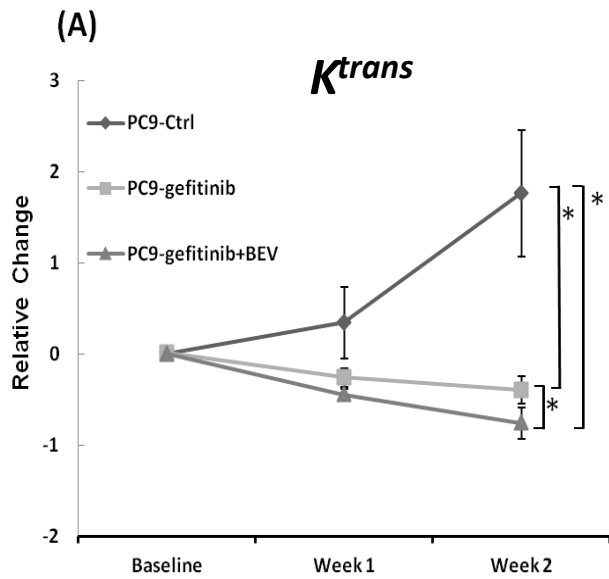 (A)
Ktrans
3
2
1
0
-1
-2
Relative Change
PC9-Ctrl
PC9-gefitinib
PC9-gefitinib+BEV
*
*
*
Baseline
Week 1
Week 2